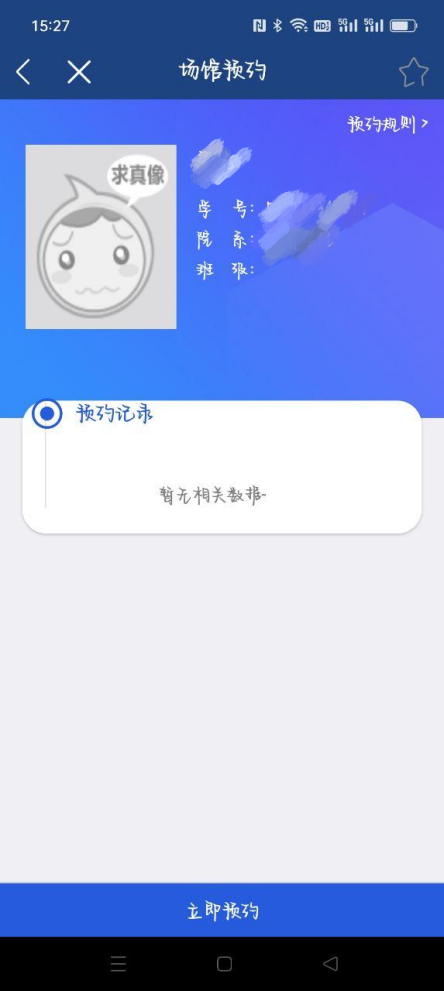 15:27
场馆预约
预约规则 >
求真像
学 号:
院 系:
班 级:
预约记录
暂无相关数据~
立即预约